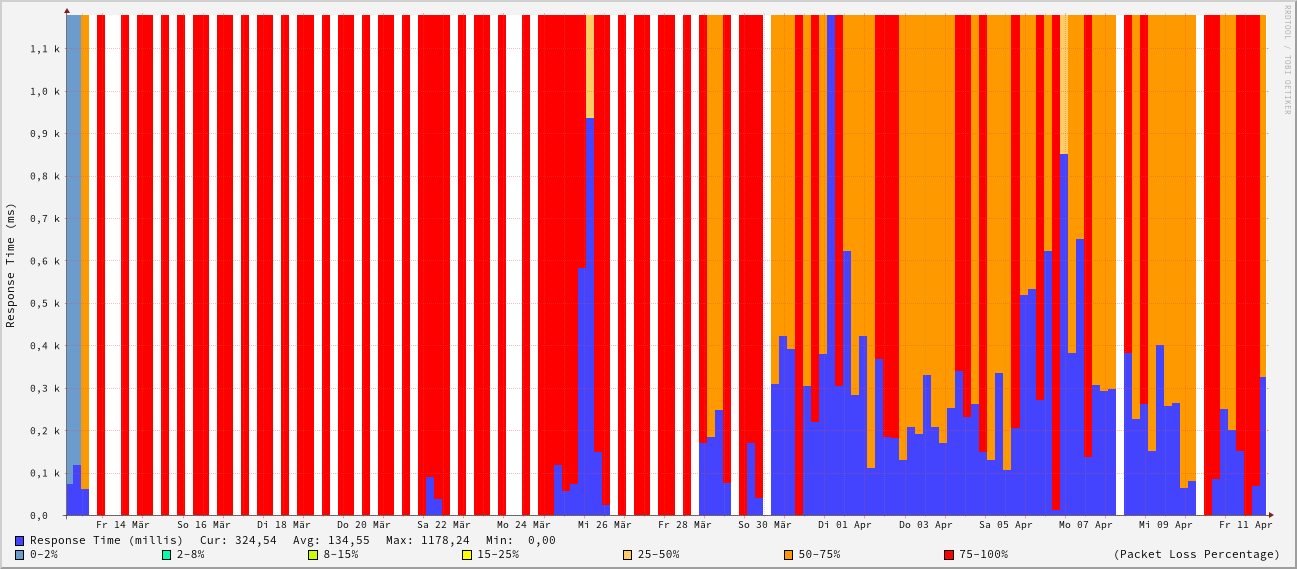 RRDTOOL / TOBI OETIKER
Response Time (ms)
1,1 k
1,0 k
0,9 k
0,8 k
0,7 k
0,6 k
0,5 k
0,4 k
0,3 k
0,2 k
0,1 k
0,0
Fr 14 Mär So 16 Mär Di 18 Mär Do 20 Mär Sa 22 Mär Mo 24 Mär Mi 26 Mär Fr 28 Mär So 30 Mär Di 01 Apr Do 03 Apr Sa 05 Apr Mo 07 Apr Mi 09 Apr Fr 11 Apr
Response Time (millis) Cur: 324,54 Avg: 134,55 Max: 1178,24 Min: 0,00
0-2% 2-8% 8-15% 15-25% 25-50% 50-75% 75-100% (Packet Loss Percentage)